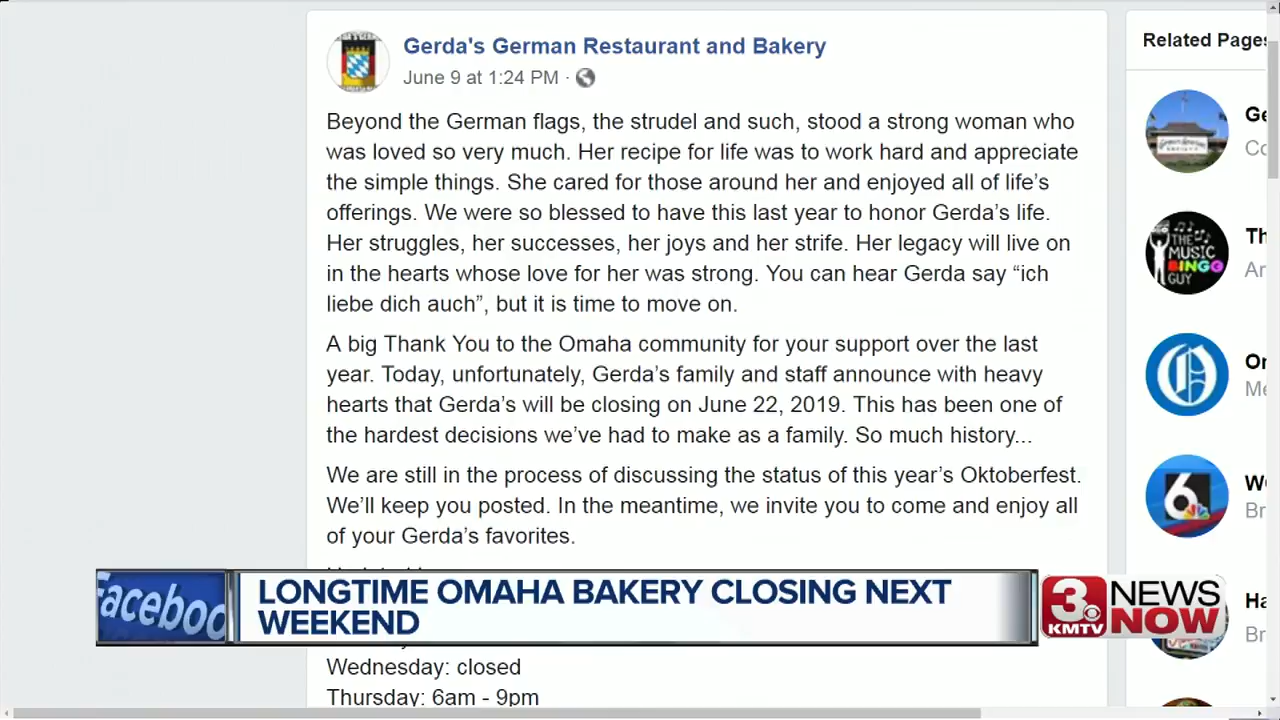 Gerda's German Restaurant and Bakery
June 9 at 1:24 PM ·
Beyond the German flags, the strudel and such, stood a strong woman who
was loved so very much. Her recipe for life was to work hard and appreciate
the simple things. She cared for those around her and enjoyed all of life's
offerings. We were so blessed to have this last year to honor Gerda's life.
Her struggles, her successes, her joys and her strife. Her legacy will live on
in the hearts whose love for her was strong. You can hear Gerda say “ich
liebe dich auch”, but it is time to move on.
A big Thank You to the Omaha community for your support over the last
year. Today, unfortunately, Gerda's family and staff announce with heavy
hearts that Gerda's will be closing on June 22, 2019. This has been one of
the hardest decisions we've had to make as a family. So much history...
We are still in the process of discussing the status of this year's Oktoberfest.
We'll keep you posted. In the meantime, we invite you to come and enjoy all
of your Gerda's favorites.
Wednesday: closed
Thursday: 6am - 9pm
Related Pages
Ge
Co
THE
MUSIC
BINGO
GUY
Th
Ar
O
Or
Me
6
W
Br
Ha
Br
Faceboo
LONGTIME OMAHA BAKERY CLOSING NEXT
WEEKEND
3
KMTV
NEWS
NOW